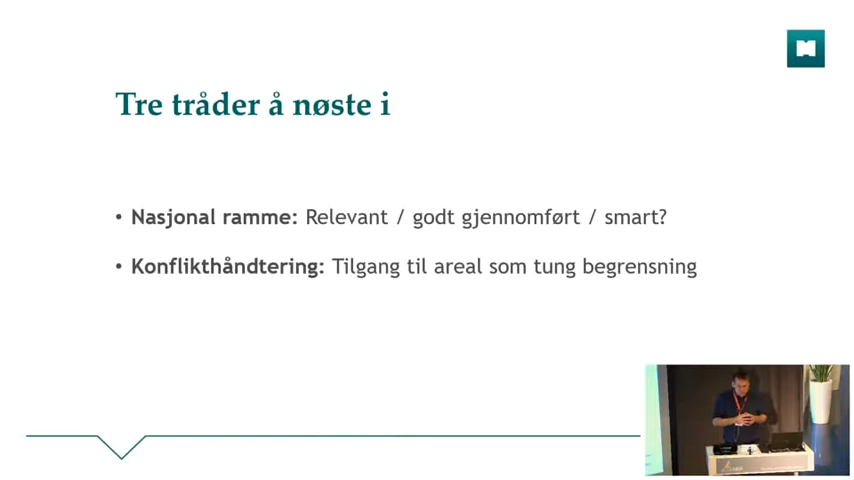 Tre tråder å nøste i
• Nasjonal ramme: Relevant / godt gjennomført / smart?
• Konflikthåndtering: Tilgang til areal som tung begrensning